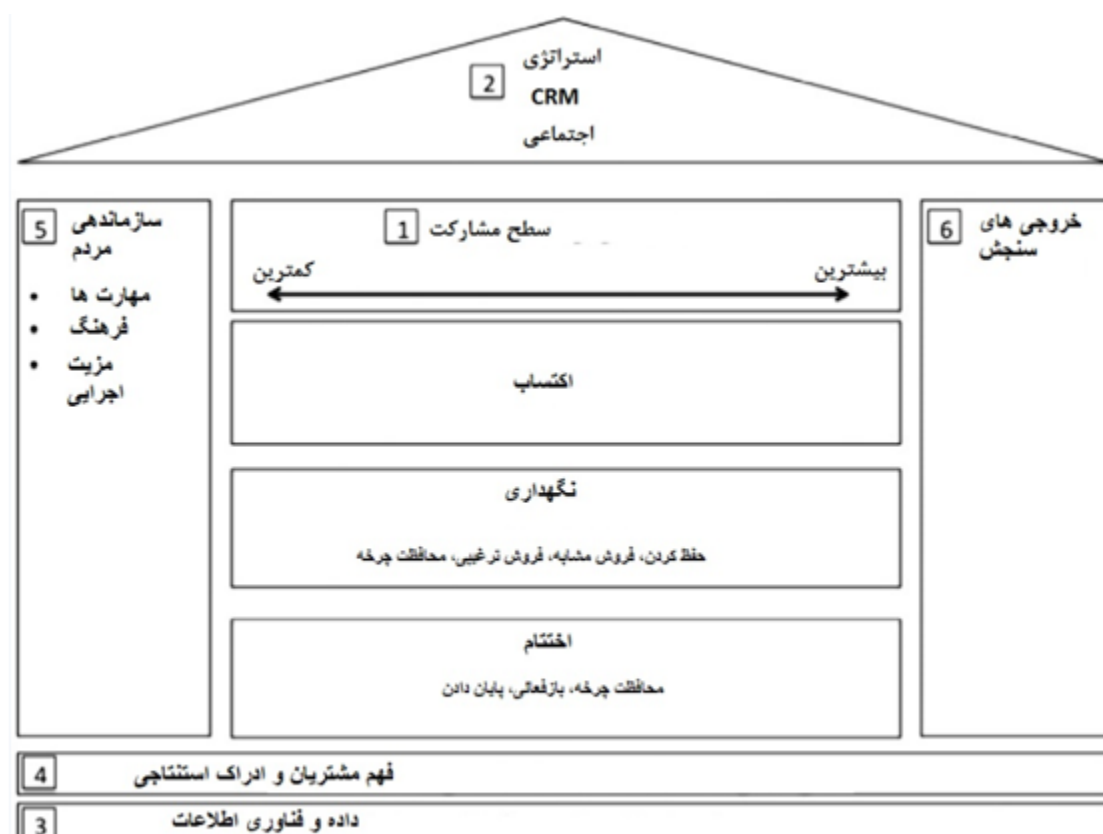 استراتژی
2
CRM
اجتماعی
5 سازماندهی
مردم
• مهارت ها
• فرهنگ
• مزیت
اجرایی
1 سطح مشارکت
کمترین
بیشترین
6 خروجی های
سنجش
اکتساب
نگهداری
حفظ کردن، فروش مشابه، فروش ترغیبی، محافظت چرخه
اختتام
محافظت چرخه، بازفعالی، پایان دادن
4 فهم مشتریان و ادراک استنتاجی
3 داده و فناوری اطلاعات